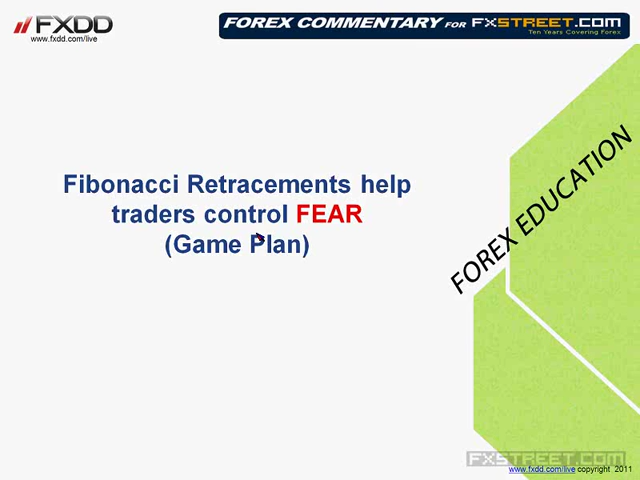 FXDD
www.fxdd.com/live
FOREX COMMENTARY FOR FXSTREET.COM
Ten Years Covering Forex
Fibonacci Retracements help
traders control FEAR
(Game Plan)
FOREX EDUCATION
FXSTREET.COM
www.fxdd.com/live copyright 2011